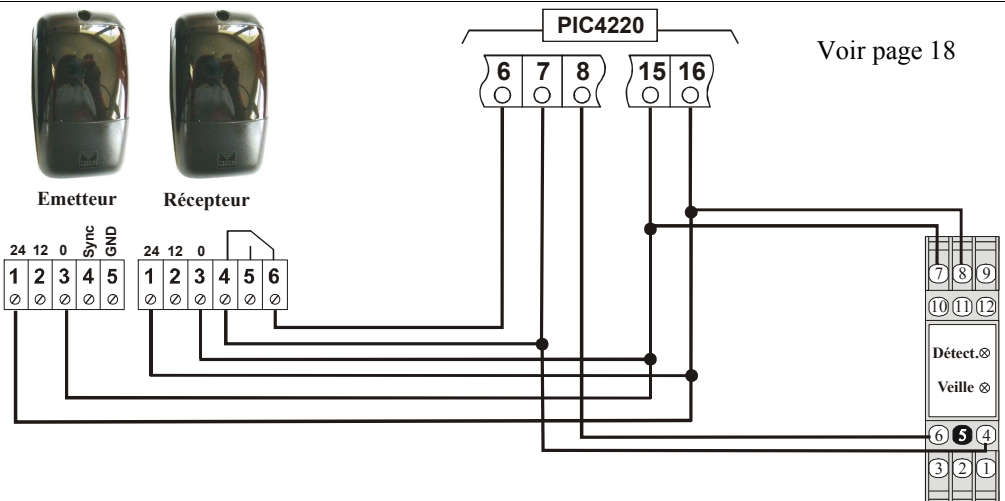 PIC4220
Voir page 18
6 7 8 15 16
Emetteur Récepteur
24 12 0 Sync GND
1 2 3 4 5
24 12 0
1 2 3 4 5 6
7 8 9
10 11 12
Détect.
Veille
6 5 4
3 2 1